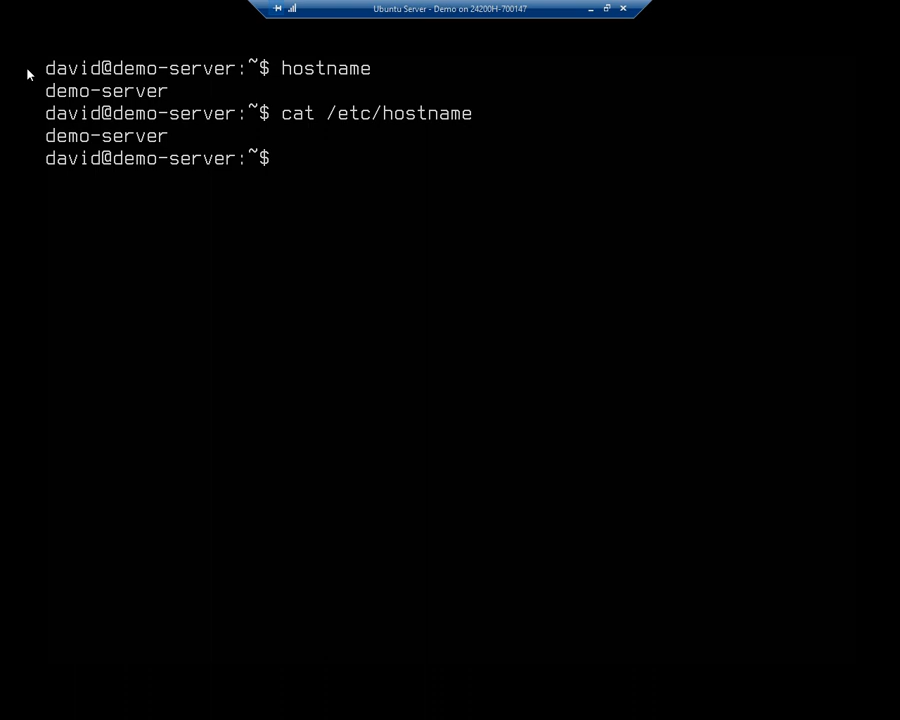 Ubuntu Server - Demo on 24200H-700147
david@demo-server:~$ hostname
demo-server
david@demo-server:~$ cat /etc/hostname
demo-server
david@demo-server:~$